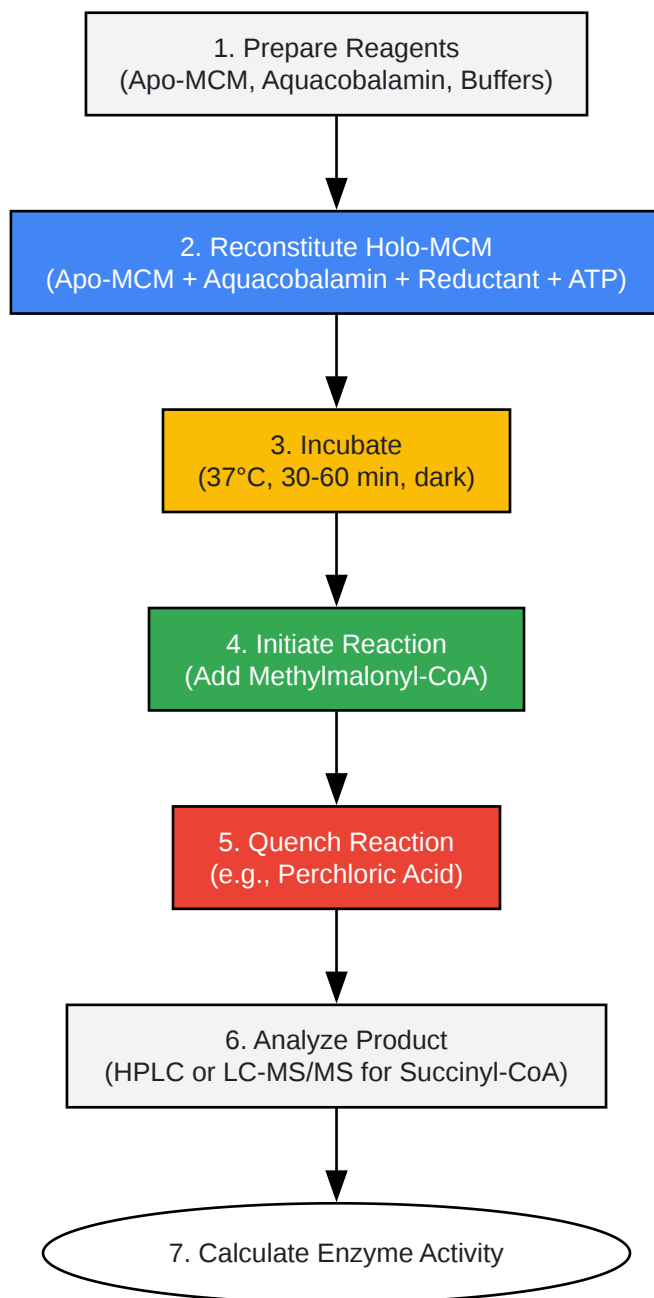 1. Prepare Reagents
(Apo-MCM, Aquacobalamin, Buffers)
2. Reconstitute Holo-MCM
(Apo-MCM + Aquacobalamin + Reductant + ATP)
3. Incubate
(37°C, 30-60 min, dark)
4. Initiate Reaction
(Add Methylmalonyl-CoA)
5. Quench Reaction
(e.g., Perchloric Acid)
6. Analyze Product
(HPLC or LC-MS/MS for Succinyl-CoA)
7. Calculate Enzyme Activity